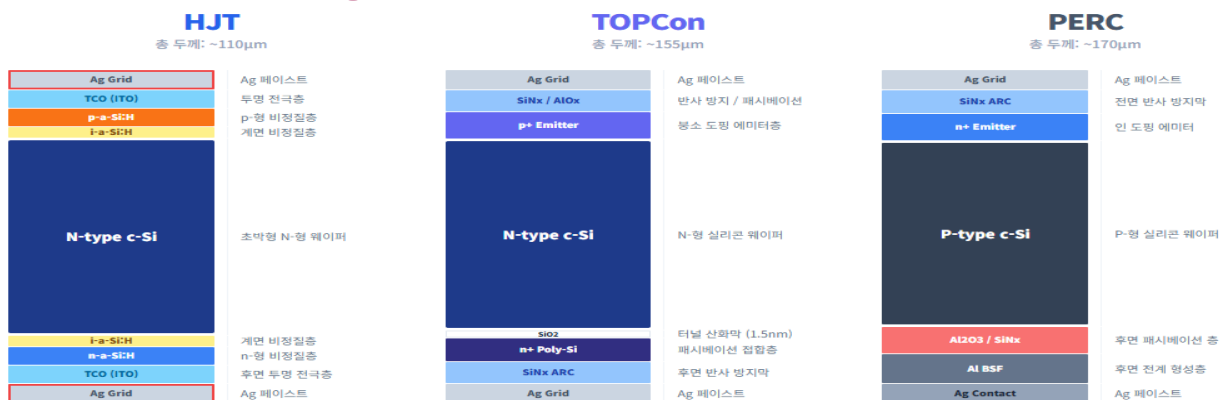 HJT
총 두께: ~110μm
Ag Grid Ag 페이스트
TCO (ITO) 투명 전극층
p-a-Si:H p-형 비정질층
i-a-Si:H 계면 비정질층
N-type c-Si 초박형 N-형 웨이퍼
i-a-Si:H 계면 비정질층
n-a-Si:H n-형 비정질층
TCO (ITO) 후면 투명 전극층
Ag Grid Ag 페이스트
TOPCon
총 두께: ~155μm
Ag Grid Ag 페이스트
SiNx / AlOx 반사 방지 / 패시베이션
p+ Emitter 붕소 도핑 에미터층
N-type c-Si N-형 실리콘 웨이퍼
SiO2 터널 산화막 (1.5nm)
n+ Poly-Si 패시베이션 접합층
SiNx ARC 후면 반사 방지막
Ag Grid Ag 페이스트
PERC
총 두께: ~170μm
Ag Grid Ag 페이스트
SiNx ARC 전면 반사 방지막
n+ Emitter 인 도핑 에미터
P-type c-Si P-형 실리콘 웨이퍼
Al2O3 / SiNx 후면 패시베이션 층
Al BSF 후면 전계 형성층
Ag Contact Ag 페이스트